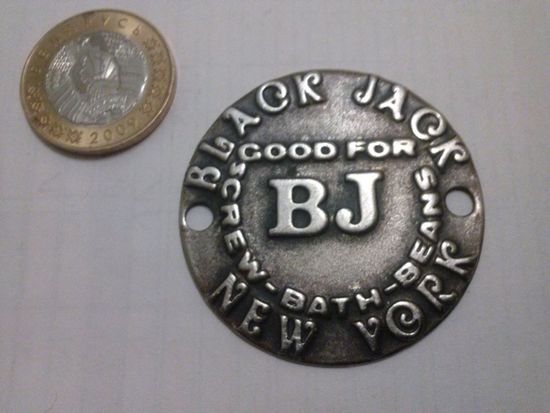 BLACK JACK
GOOD FOR
BJ
SCREW-BATH-BEANS
NEW YORK
2009